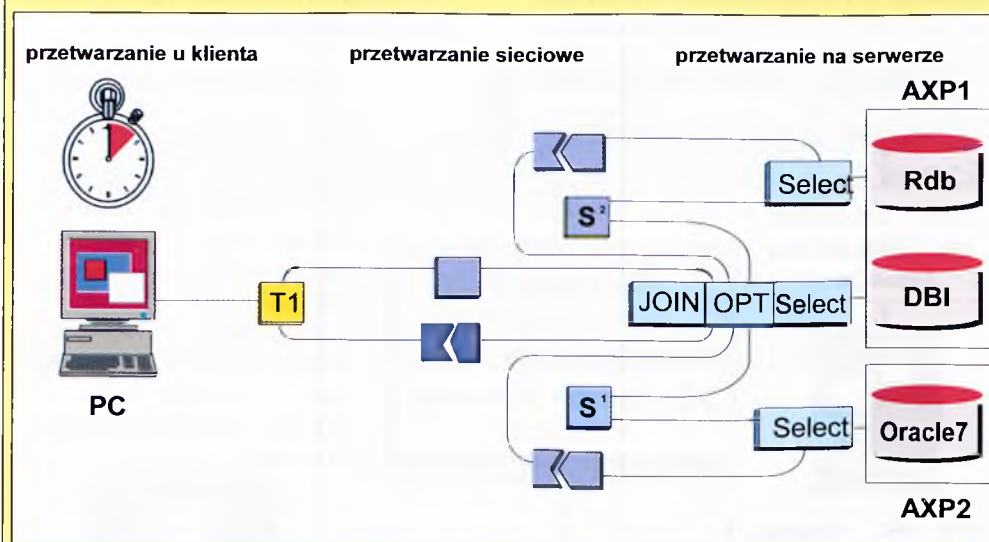 przetwarzanie u klienta
przetwarzanie sieciowe
przetwarzanie na serwerze
AXP1
Select
Rdb
S²
T1
JOIN
OPT
Select
DBI
PC
S¹
Select
Oracle7
AXP2